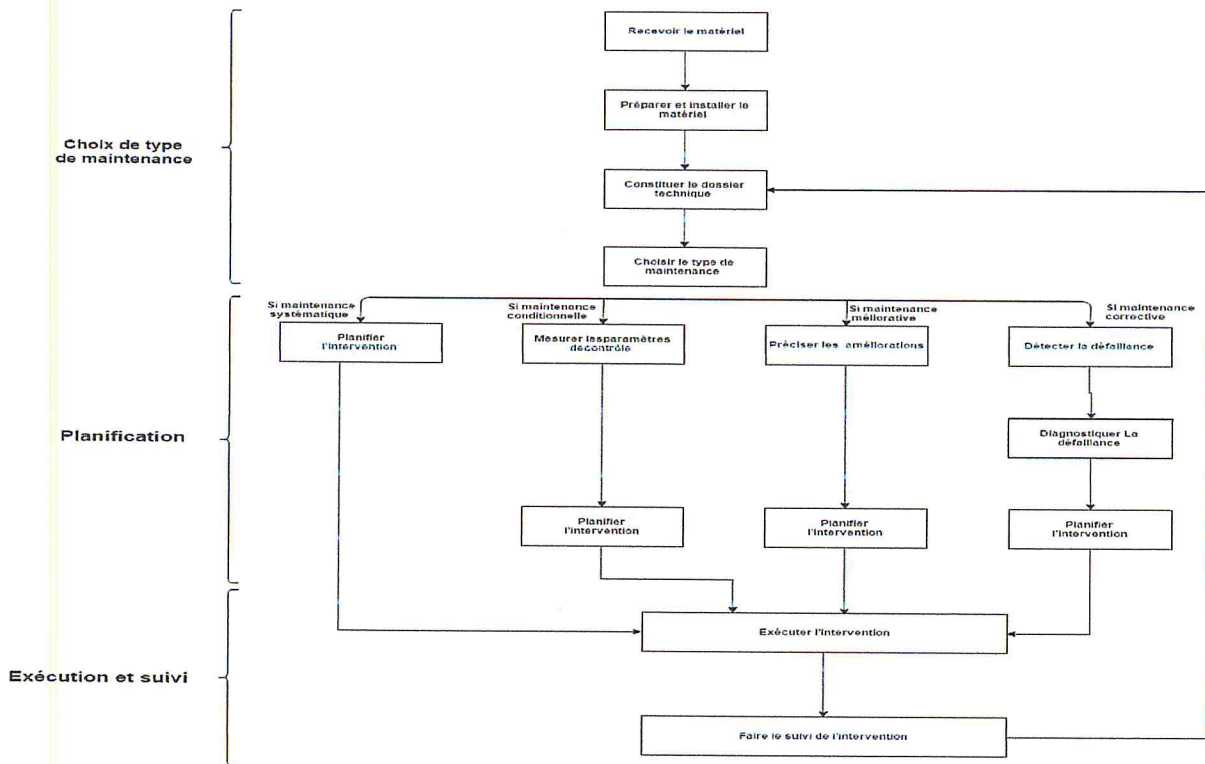 Recevoir le matériel
Préparer et installer le
matériel
Choix de type
de maintenance
Constituer le dossier
technique
Choisir le type de
maintenance
Si maintenance
systématique
Si maintenance
conditionnelle
Si maintenance
méliorative
Si maintenance
corrective
Planifier
l'intervention
Mesurer lesparamètres
décontrôle
Préciser les améliorations
Détecter la défaillance
Planification
Diagnostiquer La
défaillance
Planifier
l'intervention
Planifier
l'intervention
Planifier
l'intervention
Exécuter l'intervention
Exécution et suivi
Faire le suivi de l'intervention